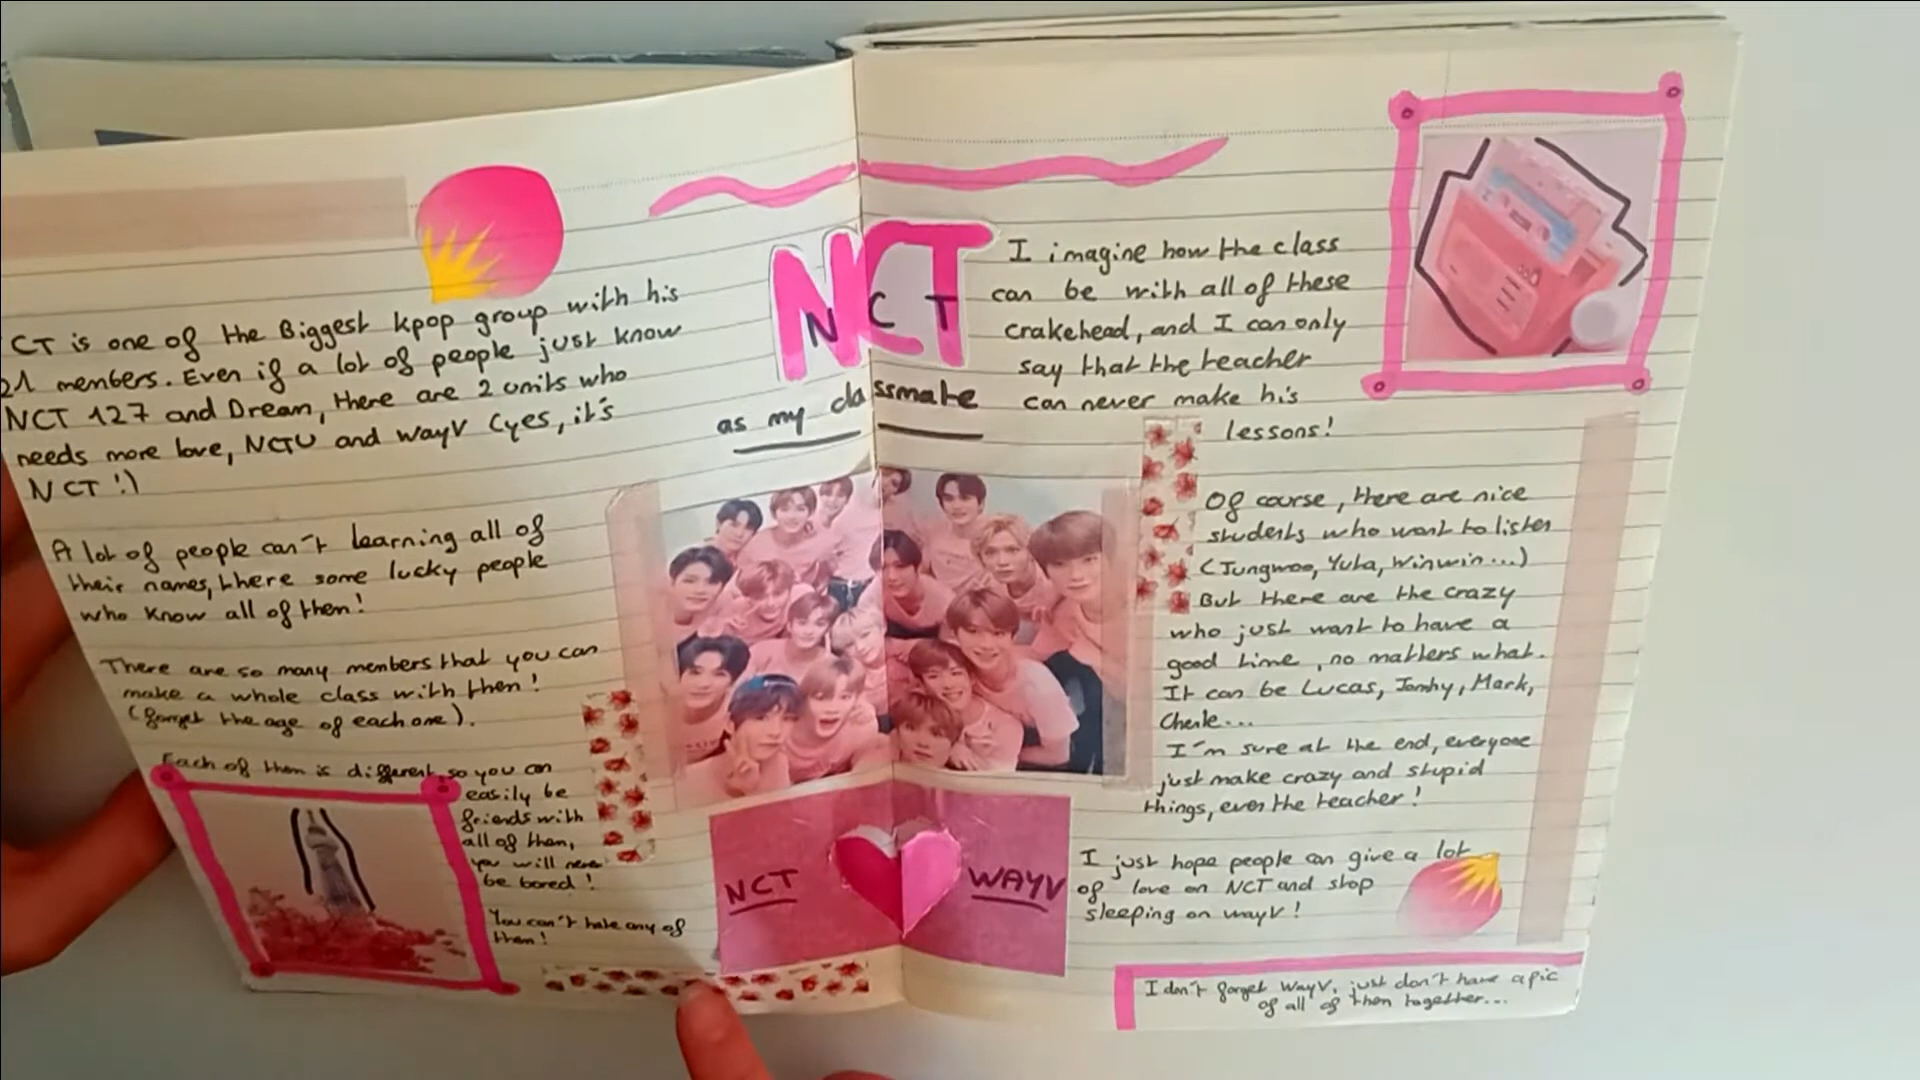 CT is one of the Biggest kpop group with his
21 members. Even if a lot of people just know
NCT 127 and Dream, there are 2 units who
needs more love, NCTU and WayV (yes, it's
NCT!)
A lot of people can't learning all of
their names, there some lucky people
who know all of them!
There are so many members that you can
make a whole class with them!
(forget the age of each one).
Each of them is different, so you can
easily be
friends with
all of them,
you will never
be bored!
You can't hate any of
them!
NCT
NCT
as my classmate
NCT
WAYV
I imagine how the class
can be with all of these
crakehead, and I can only
say that the teacher
can never make his
lessons!
Of course, there are nice
students who want to listen
(Jungwoo, Yuta, Winwin...)
But there are the crazy
who just want to have a
good time, no matters what.
It can be Lucas, Mark,
I'm sure at the end, everyone
just make crazy and stupid
things, even the teacher!
I just hope people can give a lot
of love on NCT and stop
sleeping on wayV!
I don't forget WayV, just don't have a pic
of all of them together...